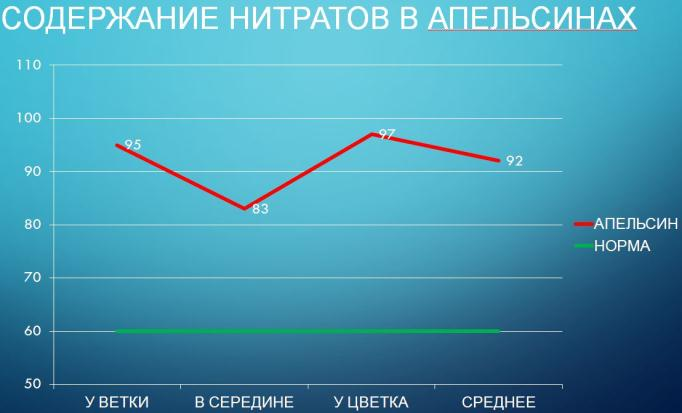 СОДЕРЖАНИЕ НИТРАТОВ В АПЕЛЬСИНАХ
110
100
90
80
70
60
50
95
83
97
92
У ВЕТКИ
В СЕРЕДИНЕ
У ЦВЕТКА
СРЕДНЕЕ
АПЕЛЬСИН
НОРМА